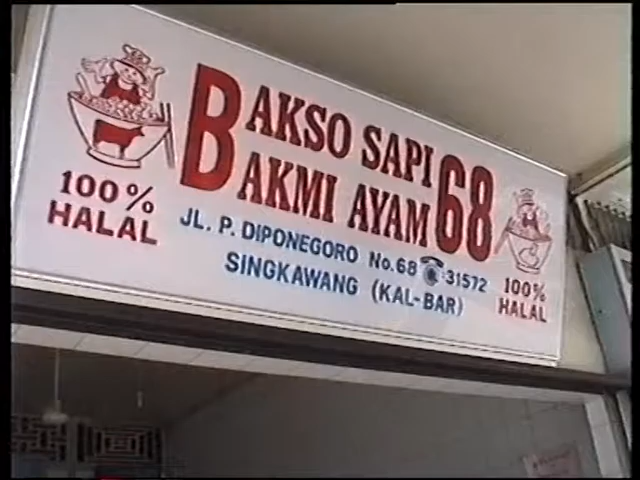 BAKSO SAPI 68
BAKMI AYAM
100% HALAL
JL. P. DIPONEGORO No. 68 ☎ 31572
SINGKAWANG (KAL-BAR)
100% HALAL